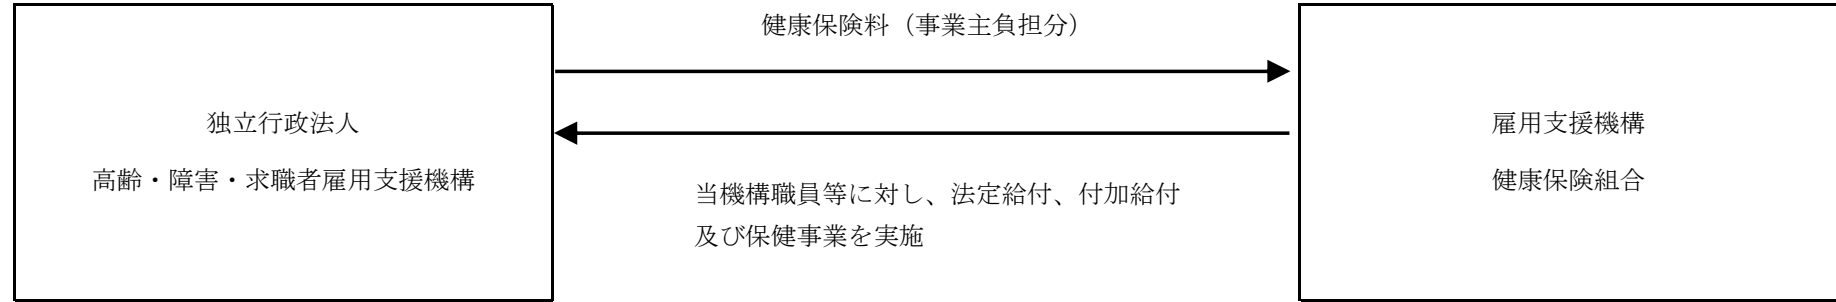 健康保険料（事業主負担分）
独立行政法人
高齢・障害・求職者雇用支援機構
当機構職員等に対し、法定給付、付加給付
及び保健事業を実施
雇用支援機構
健康保険組合